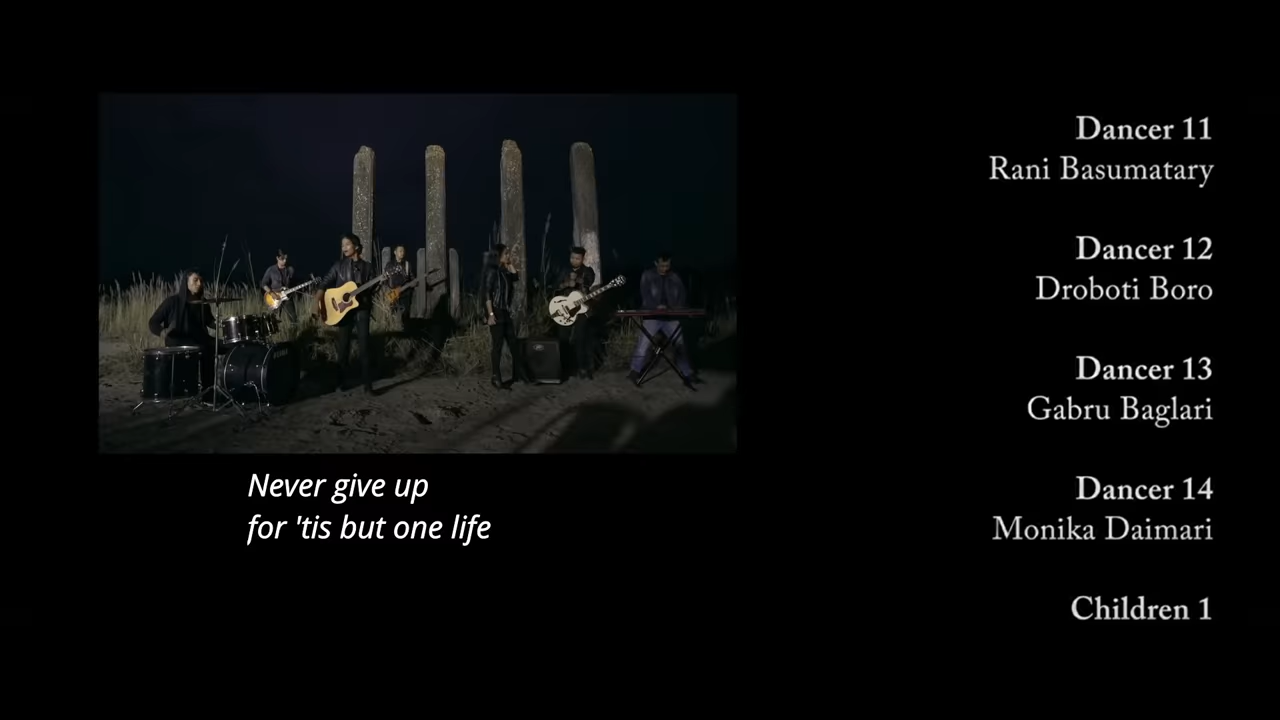 Never give up
for 'tis but one life
Dancer 11
Rani Basumatary
Dancer 12
Droboti Boro
Dancer 13
Gabru Baglari
Dancer 14
Monika Daimari
Children 1